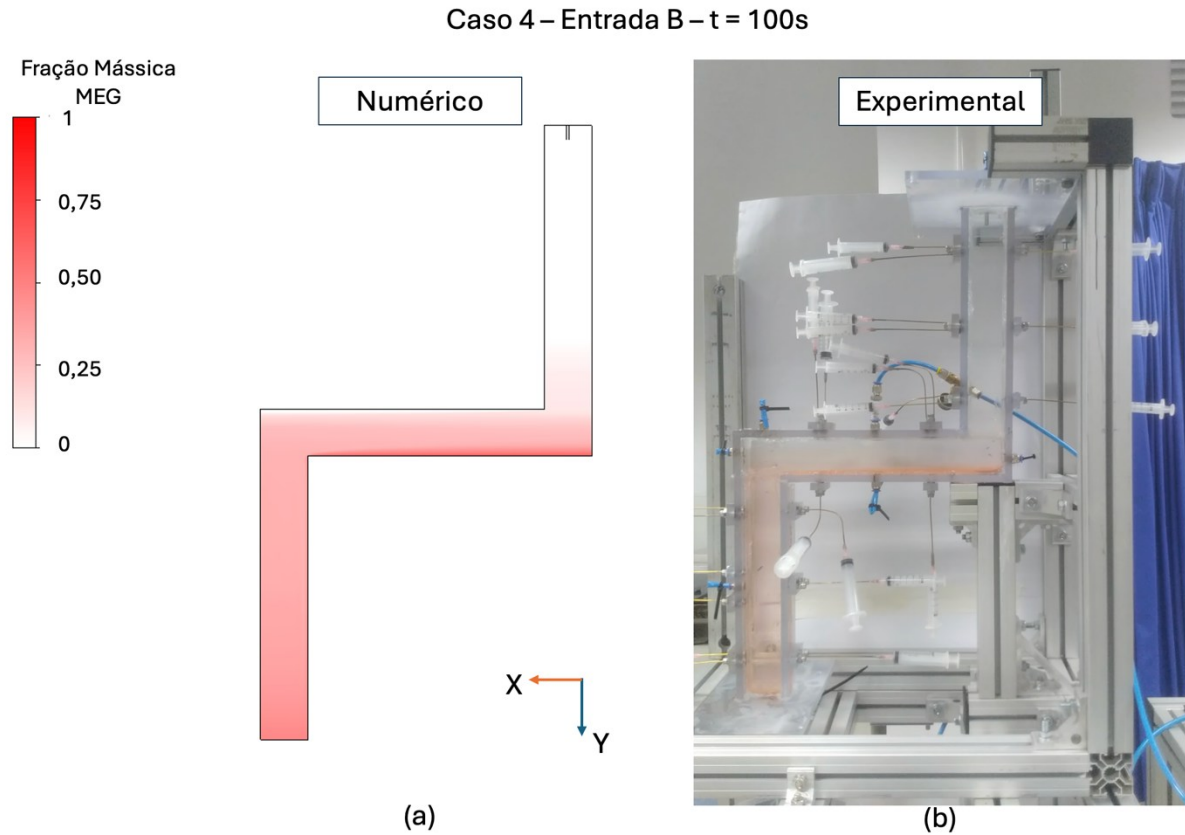 Caso 4 – Entrada B – t = 100s
Fração Mássica
MEG
1
0,75
0,50
0,25
0
Numérico
Experimental
X
Y
(a)
(b)